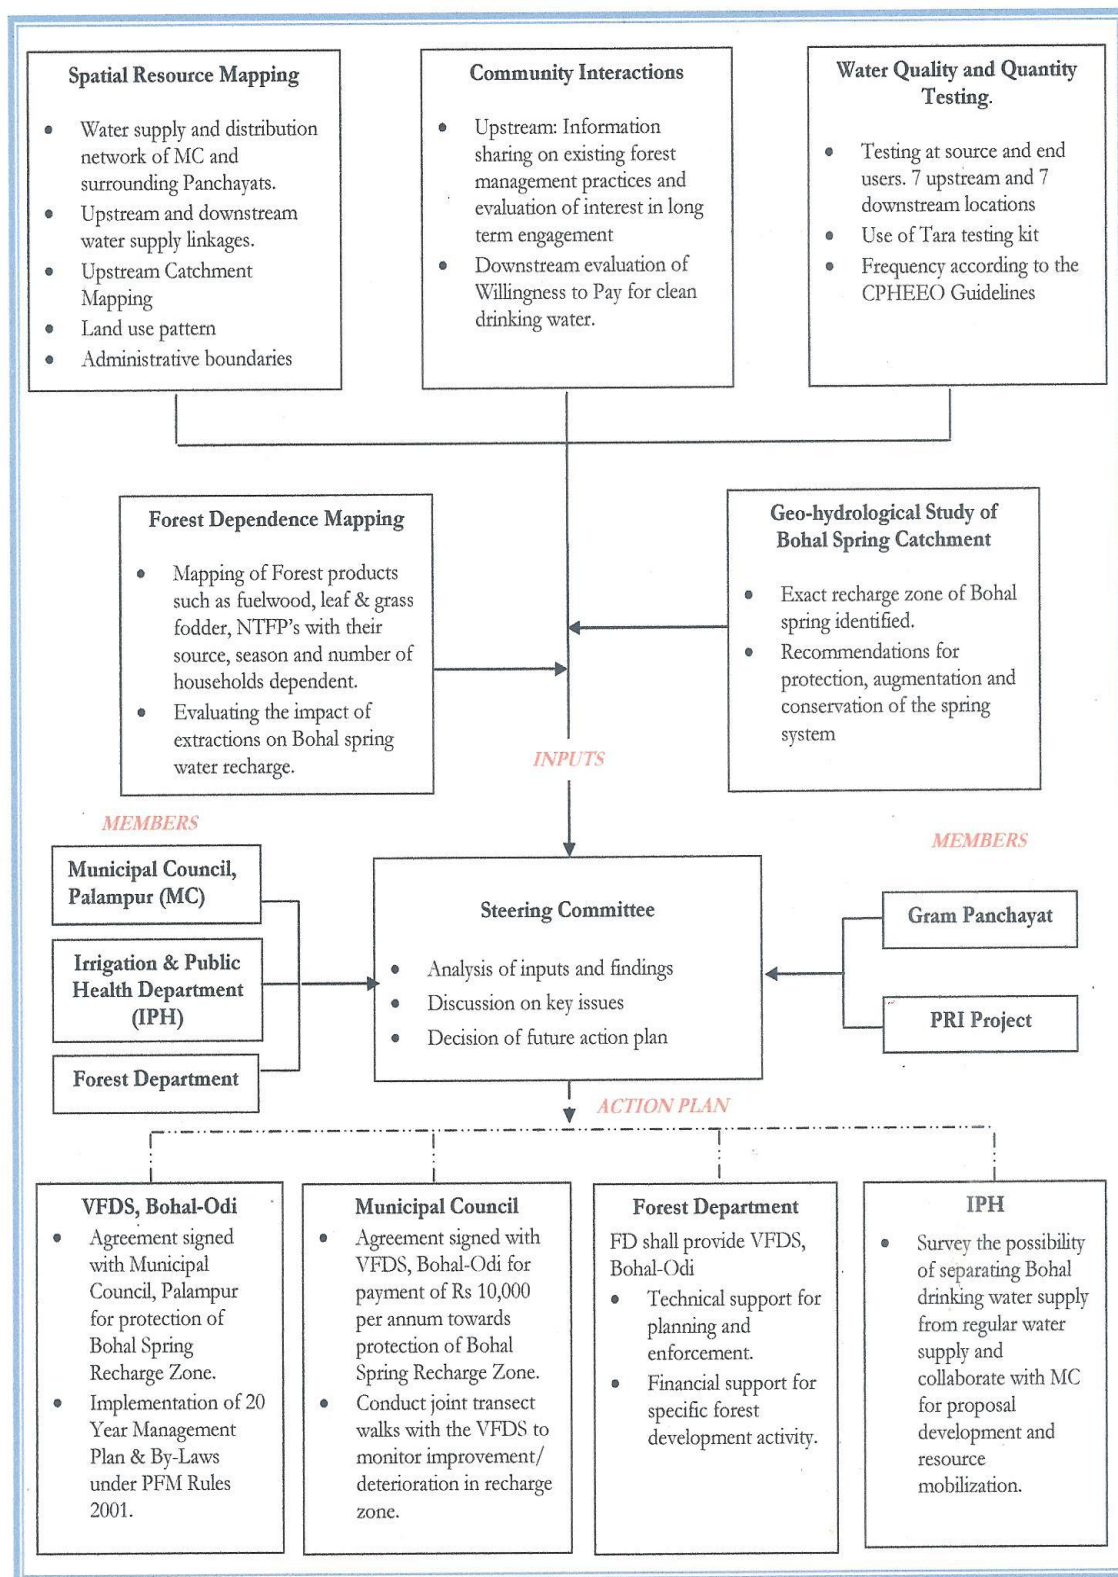 Spatial Resource Mapping
• Water supply and distribution
network of MC and
surrounding Panchayats.
• Upstream and downstream
water supply linkages.
• Upstream Catchment
Mapping
• Land use pattern
• Administrative boundaries
Community Interactions
• Upstream: Information
sharing on existing forest
management practices and
evaluation of interest in long
term engagement
• Downstream evaluation of
Willingness to Pay for clean
drinking water.
Water Quality and Quantity
Testing.
• Testing at source and end
users. 7 upstream and 7
downstream locations
• Use of Tara testing kit
• Frequency according to the
CPHEEO Guidelines
Forest Dependence Mapping
• Mapping of Forest products
such as fuelwood, leaf & grass
fodder, NTFP's with their
source, season and number of
households dependent.
• Evaluating the impact of
extractions on Bohal spring
water recharge.
Geo-hydrological Study of
Bohal Spring Catchment
• Exact recharge zone of Bohal
spring identified.
• Recommendations for
protection, augmentation and
conservation of the spring
system
INPUTS
MEMBERS
Municipal Council,
Palampur (MC)
Irrigation & Public
Health Department
(IPH)
Forest Department
Steering Committee
• Analysis of inputs and findings
• Discussion on key issues
• Decision of future action plan
MEMBERS
Gram Panchayat
PRI Project
ACTION PLAN
VFDS, Bohal-Odi
• Agreement signed
with Municipal
Council, Palampur
for protection of
Bohal Spring
Recharge Zone.
• Implementation of 20
Year Management
Plan & By-Laws
under PFM Rules
2001.
Municipal Council
• Agreement signed with
VFDS, Bohal-Odi for
payment of Rs 10,000
per annum towards
protection of Bohal
Spring Recharge Zone.
• Conduct joint transect
walks with the VFDS to
monitor improvement/
deterioration in recharge
zone.
Forest Department
FD shall provide VFDS,
Bohal-Odi
• Technical support for
planning and
enforcement.
• Financial support for
specific forest
development activity.
IPH
• Survey the possibility
of separating Bohal
drinking water supply
from regular water
supply and
collaborate with MC
for proposal
development and
resource
mobilization.